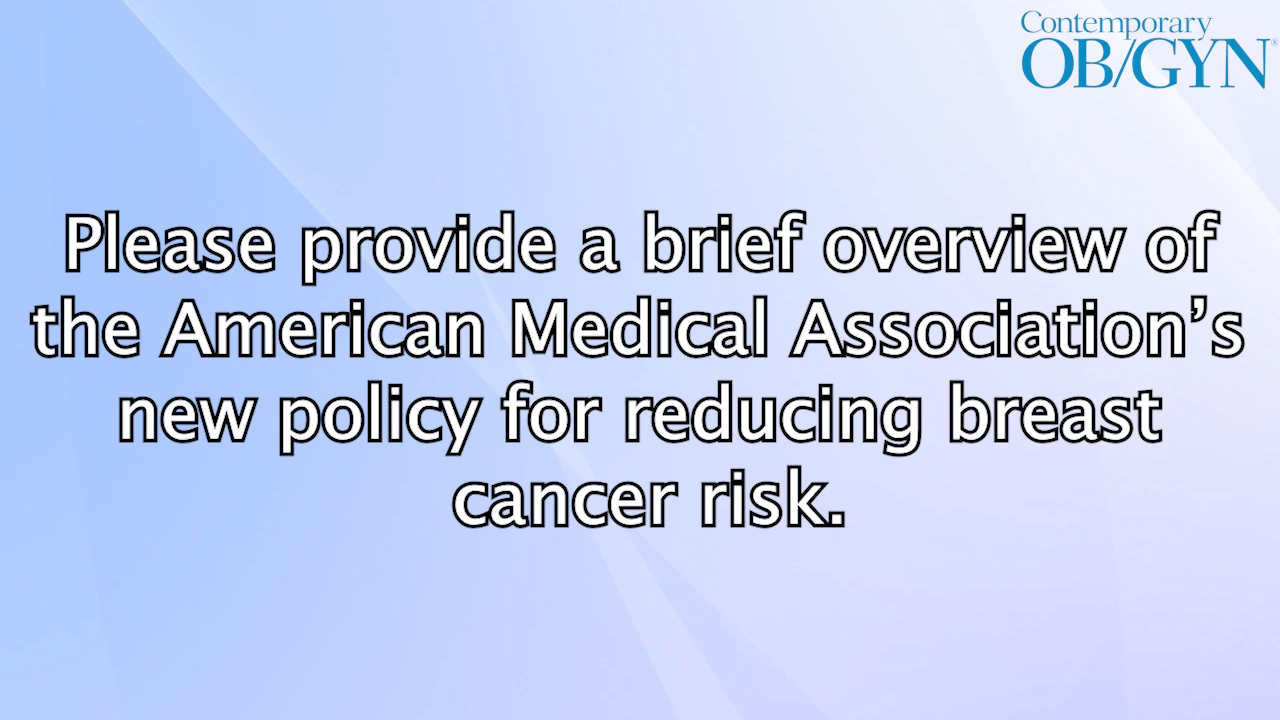 Contemporary
OB/GYN®
Please provide a brief overview of
the American Medical Association’s
new policy for reducing breast
cancer risk.